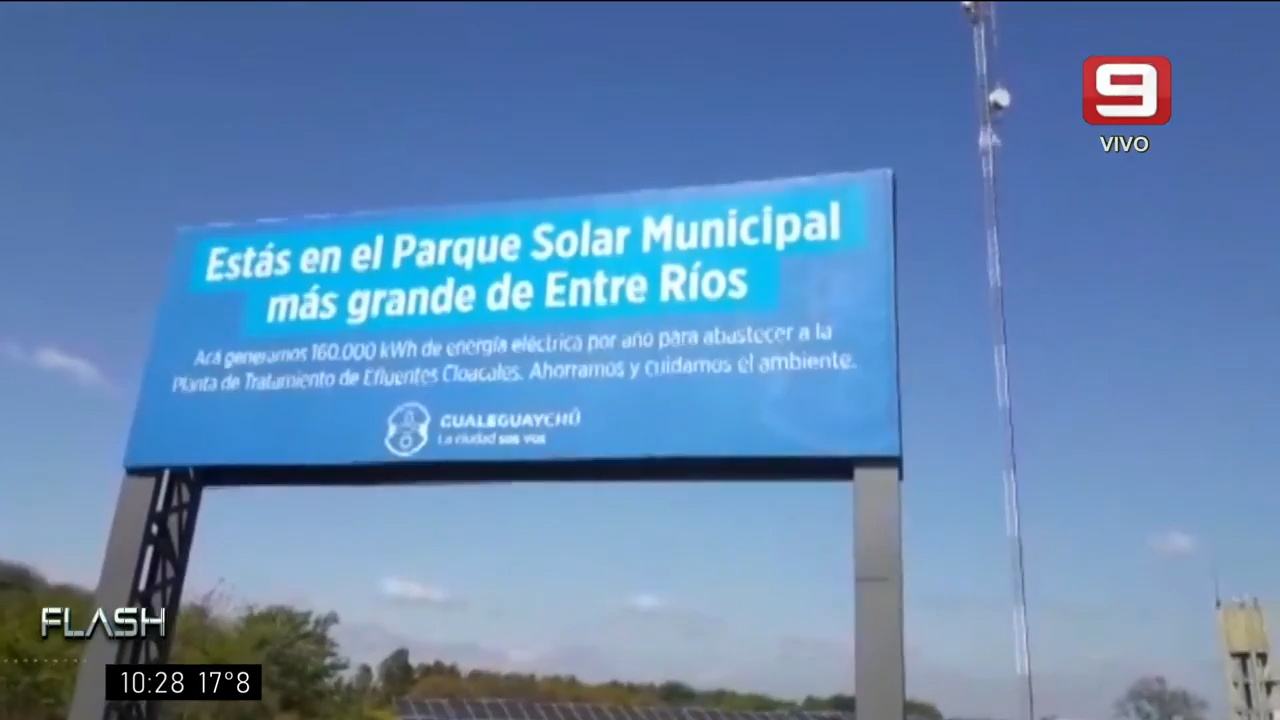 9
VIVO
Estás en el Parque Solar Municipal
más grande de Entre Ríos
Acá generamos 160.000 kWh de energía eléctrica por año para abastecer a la
Planta de Tratamiento de Efluentes Cloacales. Ahorramos y cuidamos el ambiente.
GUALEGUAYCHÚ
La ciudad sos vos
FLASH
10:28 17°8